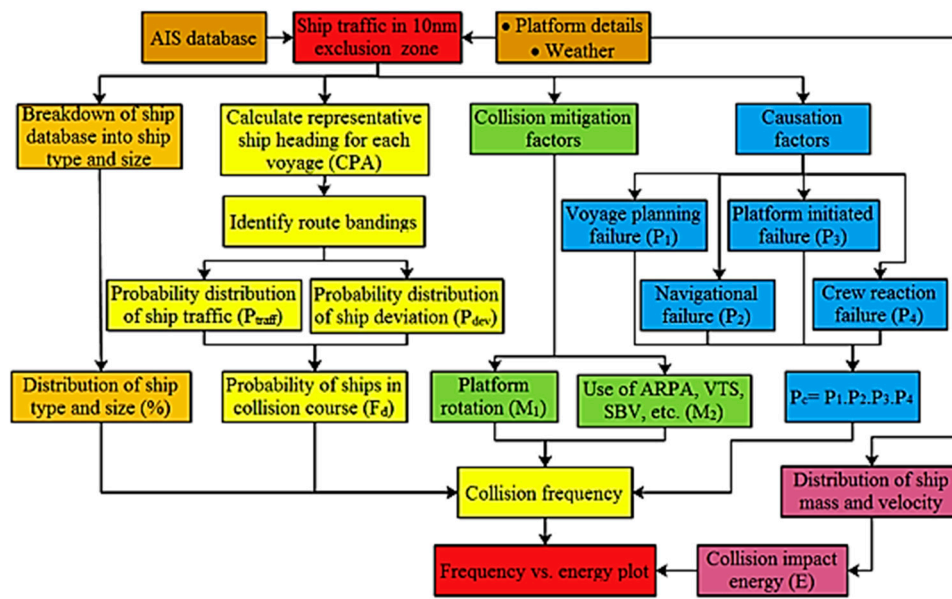 AIS database
Ship traffic in 10nm
exclusion zone
● Platform details
● Weather
Breakdown of ship
database into ship
type and size
Calculate representative
ship heading for each
voyage (CPA)
Collision mitigation
factors
Causation
factors
Identify route bandings
Voyage planning
failure (P₁)
Platform initiated
failure (P₃)
Probability distribution
of ship traffic (Pₜᵣₐff)
Probability distribution
of ship deviation (P_dev)
Navigational
failure (P₂)
Crew reaction
failure (P₄)
Distribution of ship
type and size (%)
Probability of ships
in collision course (F_d)
Platform
rotation (M₁)
Use of ARPA, VTS,
SBV, etc. (M₂)
P_c= P₁.P₂.P₃.P₄
Collision frequency
Distribution of ship
mass and velocity
Frequency vs. energy plot
Collision impact
energy (E)